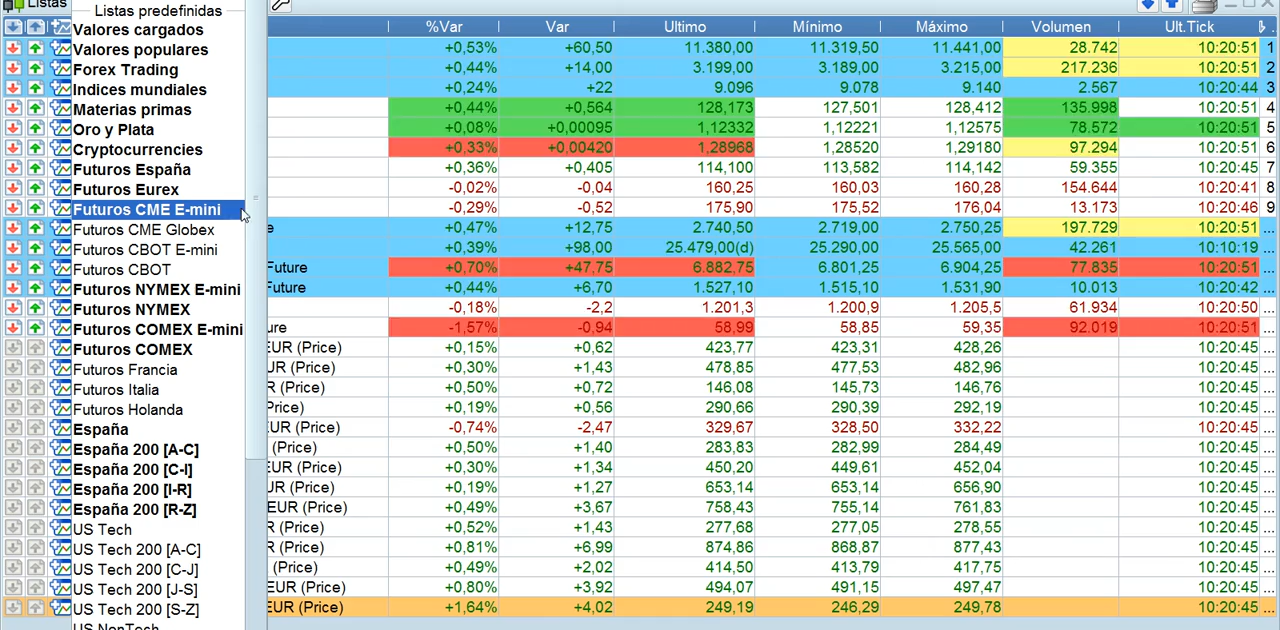 Listas
Listas predefinidas
%Var Var Ultimo Mínimo Máximo Volumen Ult.Tick
Valores cargados
+0,53% +60,50 11.380,00 11.319,50 11.441,00 28.742 10:20:51 1
Valores populares
+0,44% +14,00 3.199,00 3.189,00 3.215,00 217.236 10:20:51 2
Forex Trading
+0,24% +22 9.096 9.078 9.140 2.567 10:20:44 3
Indices mundiales
+0,44% +0,564 128,173 127,501 128,412 135.998 10:20:51 4
Materias primas
+0,08% +0,00095 1,12332 1,12221 1,12575 78.572 10:20:51 5
Oro y Plata
+0,33% +0,00420 1,28968 1,28520 1,29180 97.294 10:20:51 6
Cryptocurrencies
+0,36% +0,405 114,100 113,582 114,142 59.355 10:20:45 7
Futuros España
-0,02% -0,04 160,25 160,03 160,28 154.644 10:20:41 8
Futuros Eurex
-0,29% -0,52 175,90 175,52 176,04 13.173 10:20:46 9
Futuros CME E-mini
e +0,47% +12,75 2.740,50 2.719,00 2.750,25 197.729 10:20:51 ...
Futuros CME Globex
+0,39% +98,00 25.479,00(d) 25.290,00 25.565,00 42.261 10:10:19 ...
Futuros CBOT E-mini
Future +0,70% +47,75 6.882,75 6.801,25 6.904,25 77.835 10:20:51 ...
Futuros CBOT
Future +0,44% +6,70 1.527,10 1.515,10 1.531,90 10.013 10:20:42 ...
Futuros NYMEX E-mini
-0,18% -2,2 1.201,3 1.200,9 1.205,5 61.934 10:20:50 ...
Futuros NYMEX
ure -1,57% -0,94 58,99 58,85 59,35 92.019 10:20:51 ...
Futuros COMEX E-mini
EUR (Price) +0,15% +0,62 423,77 423,31 428,26 10:20:45 ...
Futuros COMEX
UR (Price) +0,30% +1,43 478,85 477,53 482,96 10:20:45 ...
Futuros Francia
R (Price) +0,50% +0,72 146,08 145,73 146,76 10:20:45 ...
Futuros Italia
Price) +0,19% +0,56 290,66 290,39 292,19 10:20:45 ...
Futuros Holanda
EUR (Price) -0,74% -2,47 329,67 328,50 332,22 10:20:45 ...
España
(Price) +0,50% +1,40 283,83 282,99 284,49 10:20:45 ...
España 200 [A-C]
EUR (Price) +0,30% +1,34 450,20 449,61 452,04 10:20:45 ...
España 200 [C-I]
UR (Price) +0,19% +1,27 653,14 653,14 656,90 10:20:45 ...
España 200 [I-R]
EUR (Price) +0,49% +3,67 758,43 755,14 761,83 10:20:45 ...
España 200 [R-Z]
R (Price) +0,52% +1,43 277,68 277,05 278,55 10:20:45 ...
US Tech
R (Price) +0,81% +6,99 874,86 868,87 877,43 10:20:45 ...
US Tech 200 [A-C]
(Price) +0,49% +2,02 414,50 413,79 417,75 10:20:45 ...
US Tech 200 [C-J]
EUR (Price) +0,80% +3,92 494,07 491,15 497,47 10:20:45 ...
US Tech 200 [J-S]
EUR (Price) +1,64% +4,02 249,19 246,29 249,78 10:20:45 ...
US Tech 200 [S-Z]
US NonTech